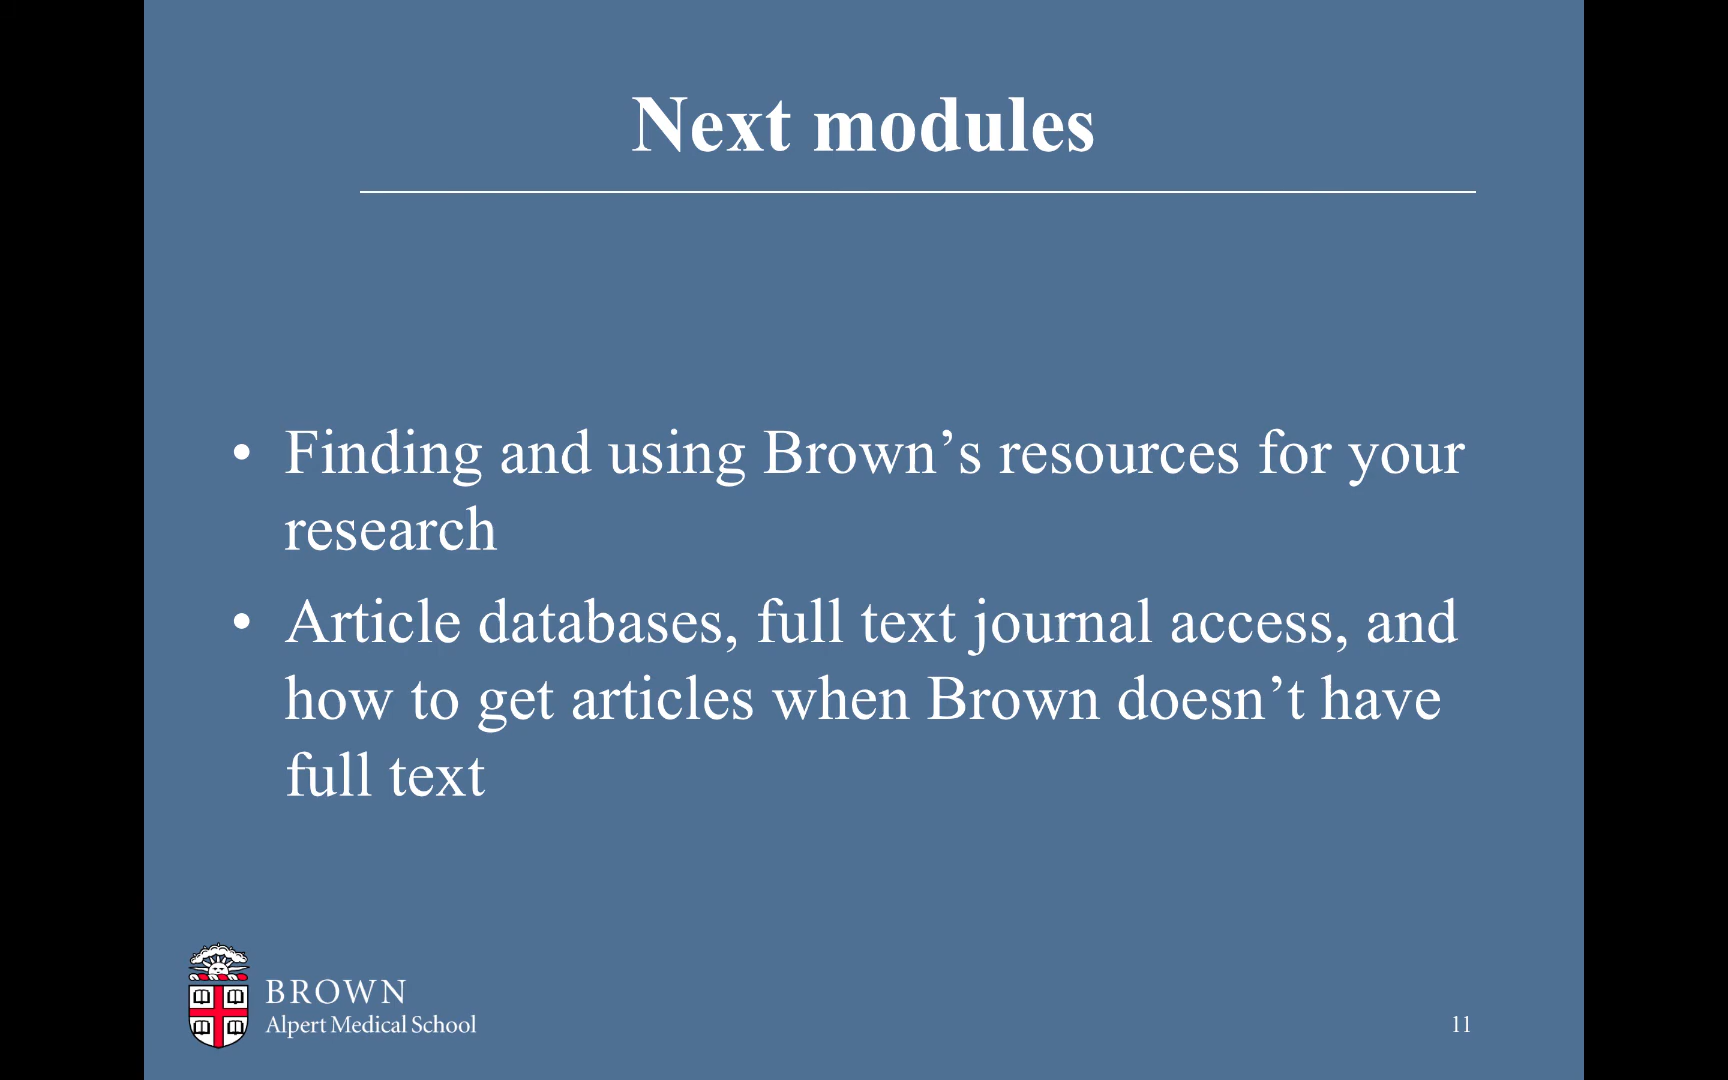 Next modules
• Finding and using Brown’s resources for your
research
• Article databases, full text journal access, and
how to get articles when Brown doesn’t have
full text
BROWN
Alpert Medical School
11